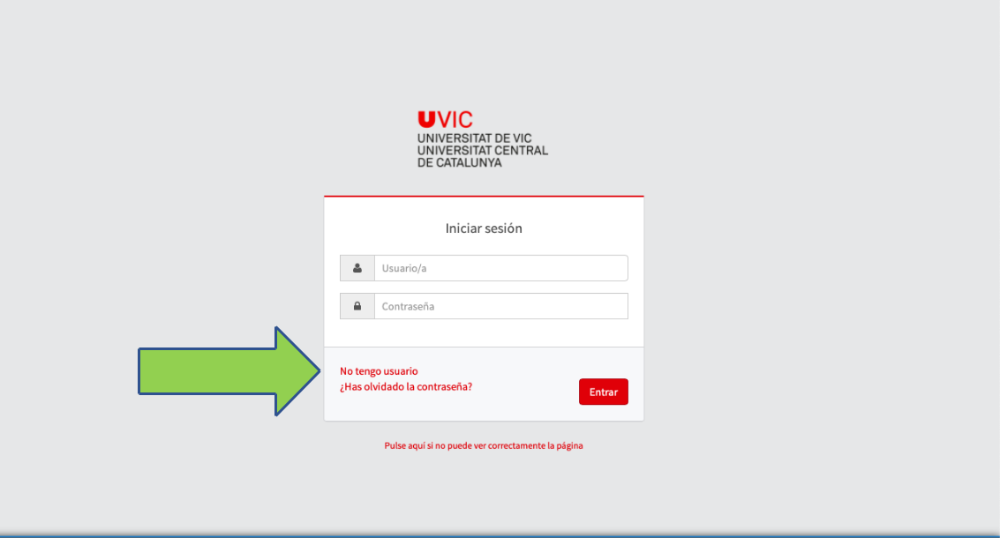 UVIC
UNIVERSITAT DE VIC
UNIVERSITAT CENTRAL
DE CATALUNYA
Iniciar sesión
Usuario/a
Contraseña
No tengo usuario
¿Has olvidado la contraseña?
Entrar
Pulse aquí si no puede ver correctamente la página